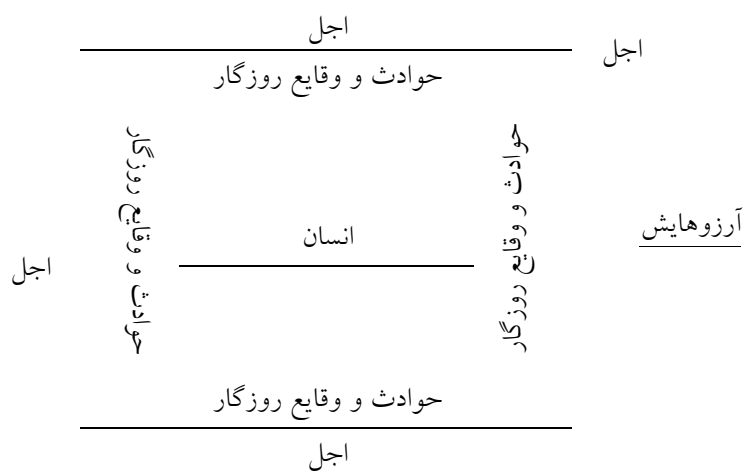 اجل
اجل
حوادث و وقایع روزگار
حوادث و وقایع روزگار
حوادث و وقایع روزگار
آرزوهایش
انسان
اجل
حوادث و وقایع روزگار
اجل